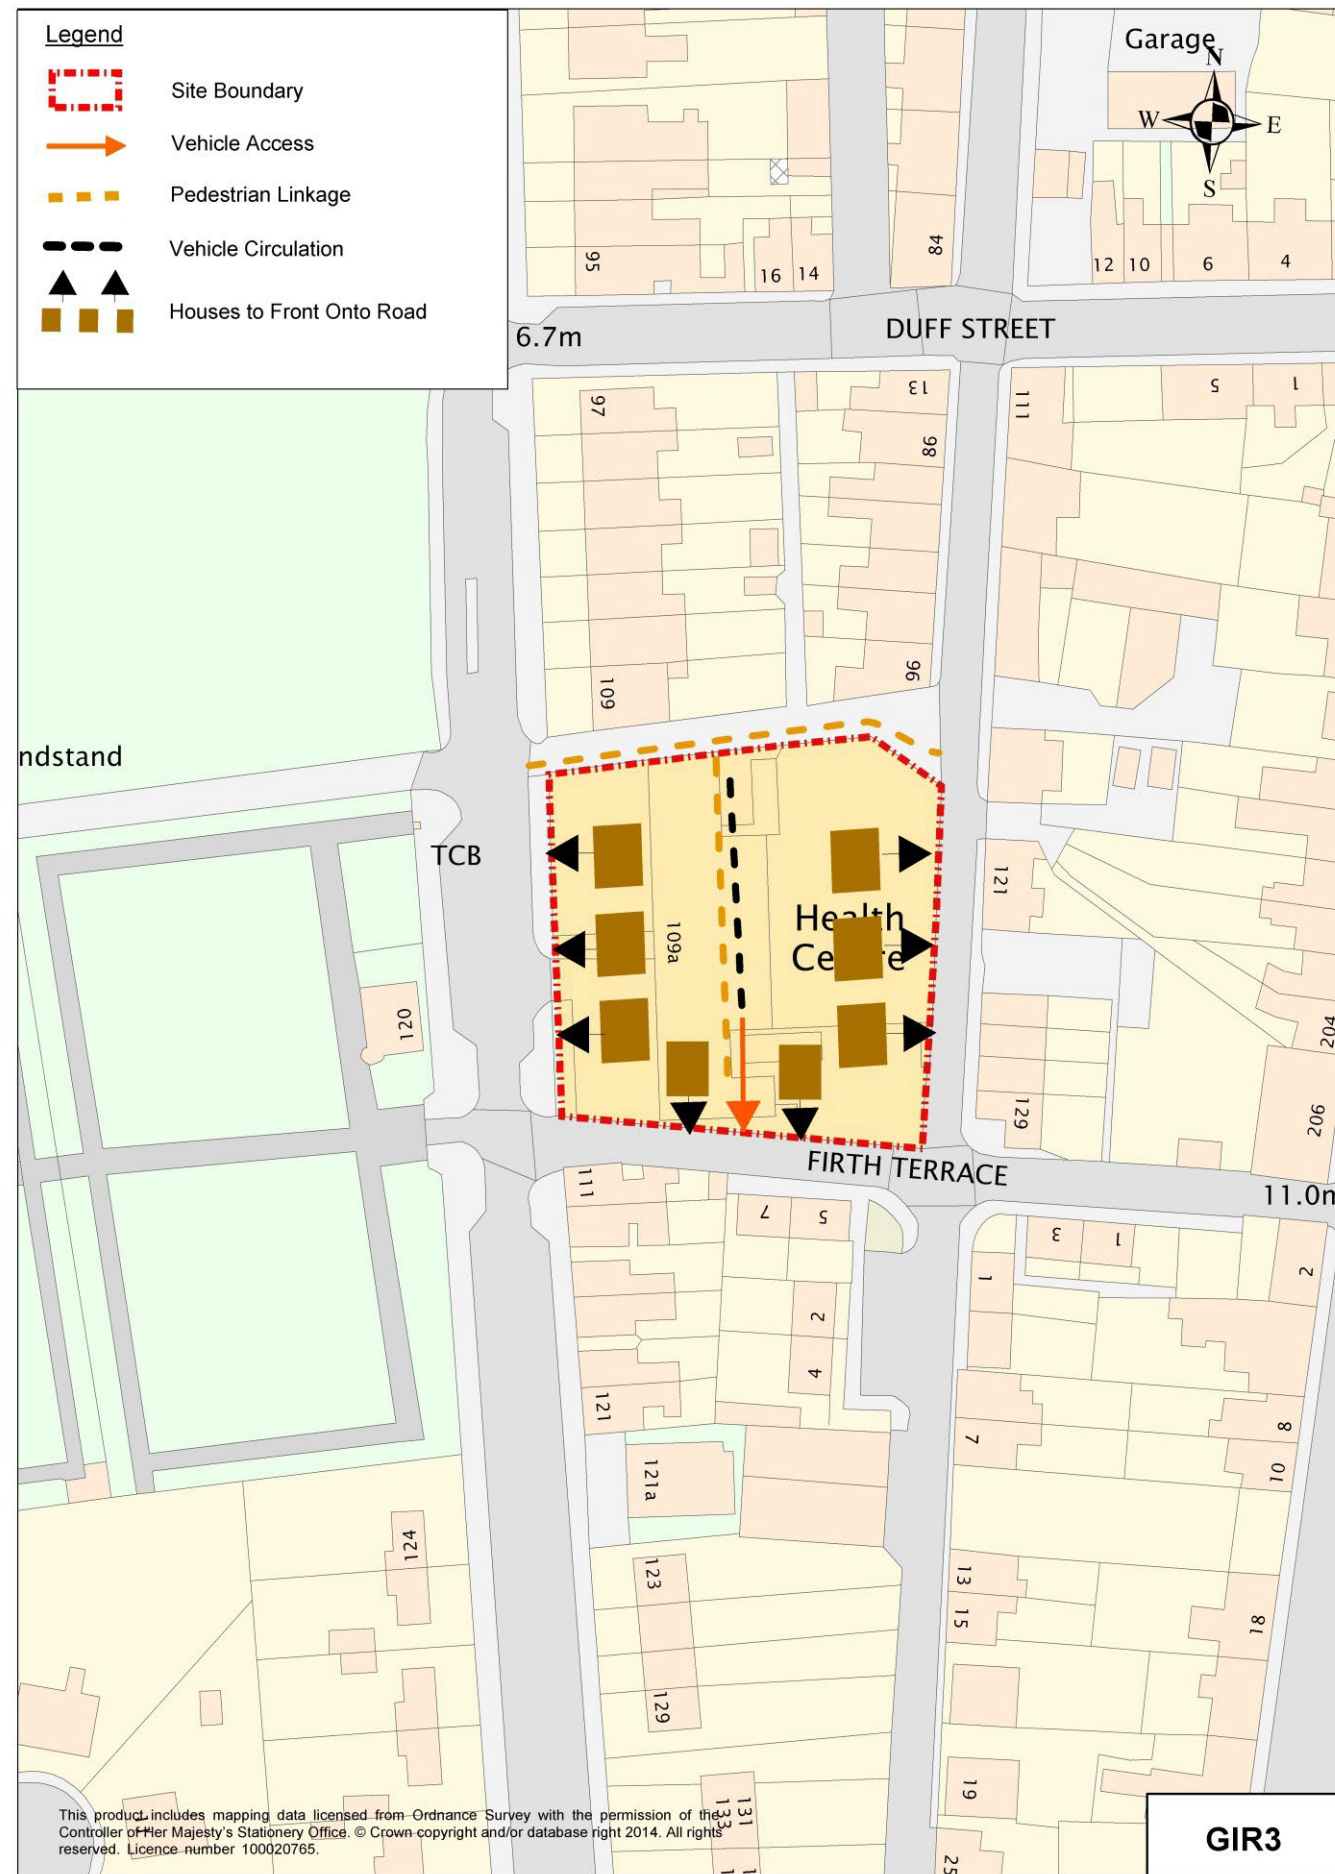 Legend
Site Boundary
Vehicle Access
Pedestrian Linkage
Vehicle Circulation
Houses to Front Onto Road
Garage
N
W
E
S
95
16
14
84
12
10
6
4
6.7m
DUFF STREET
97
13
86
111
5
1
109
96
ndstand
TCB
109a
Health
Centre
121
120
129
204
206
FIRTH TERRACE
11.0m
111
7
5
3
1
2
1
2
4
121
7
8
10
121a
124
123
13
15
18
129
19
131
133
25
This product includes mapping data licensed from Ordnance Survey with the permission of the
Controller of Her Majesty's Stationery Office. © Crown copyright and/or database right 2014. All rights
reserved. Licence number 100020765.
GIR3